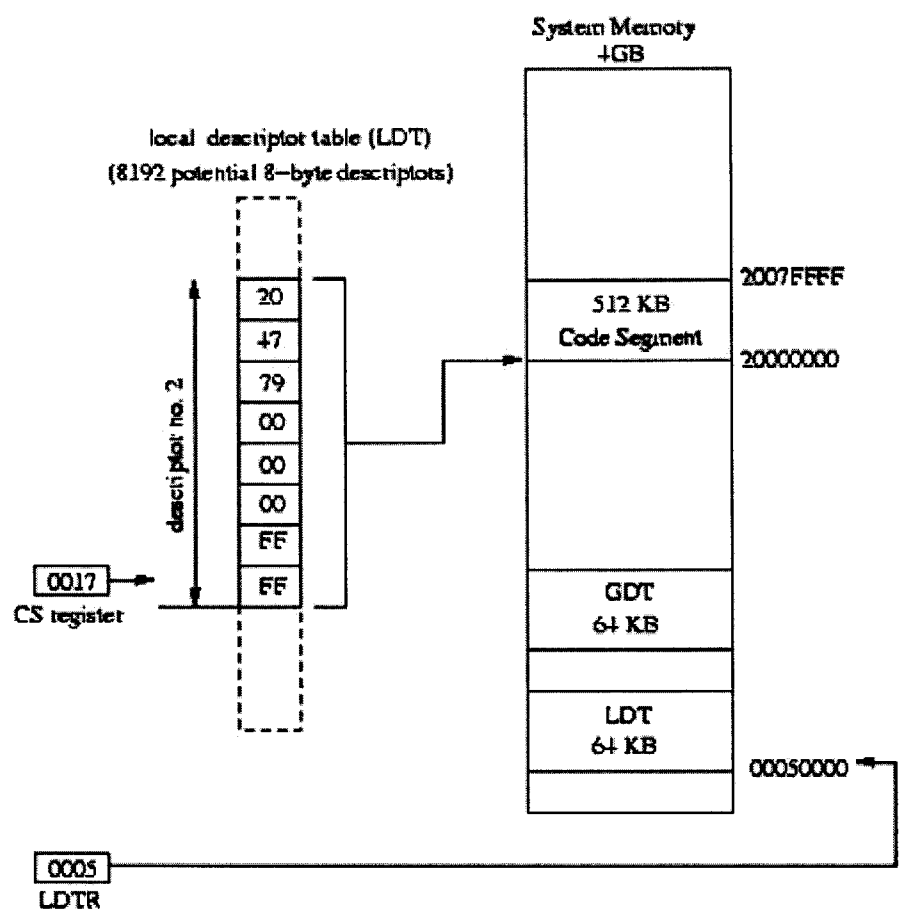 System Memory
4GB
local descriptor table (LDT)
(8192 potential 8-byte descriptors)
2007FFFF
512 KB
Code Segment
20000000
descriptor no. 2
20
47
79
00
00
00
FF
FF
0017
CS register
GDT
64 KB
LDT
64 KB
00050000
0005
LDTR